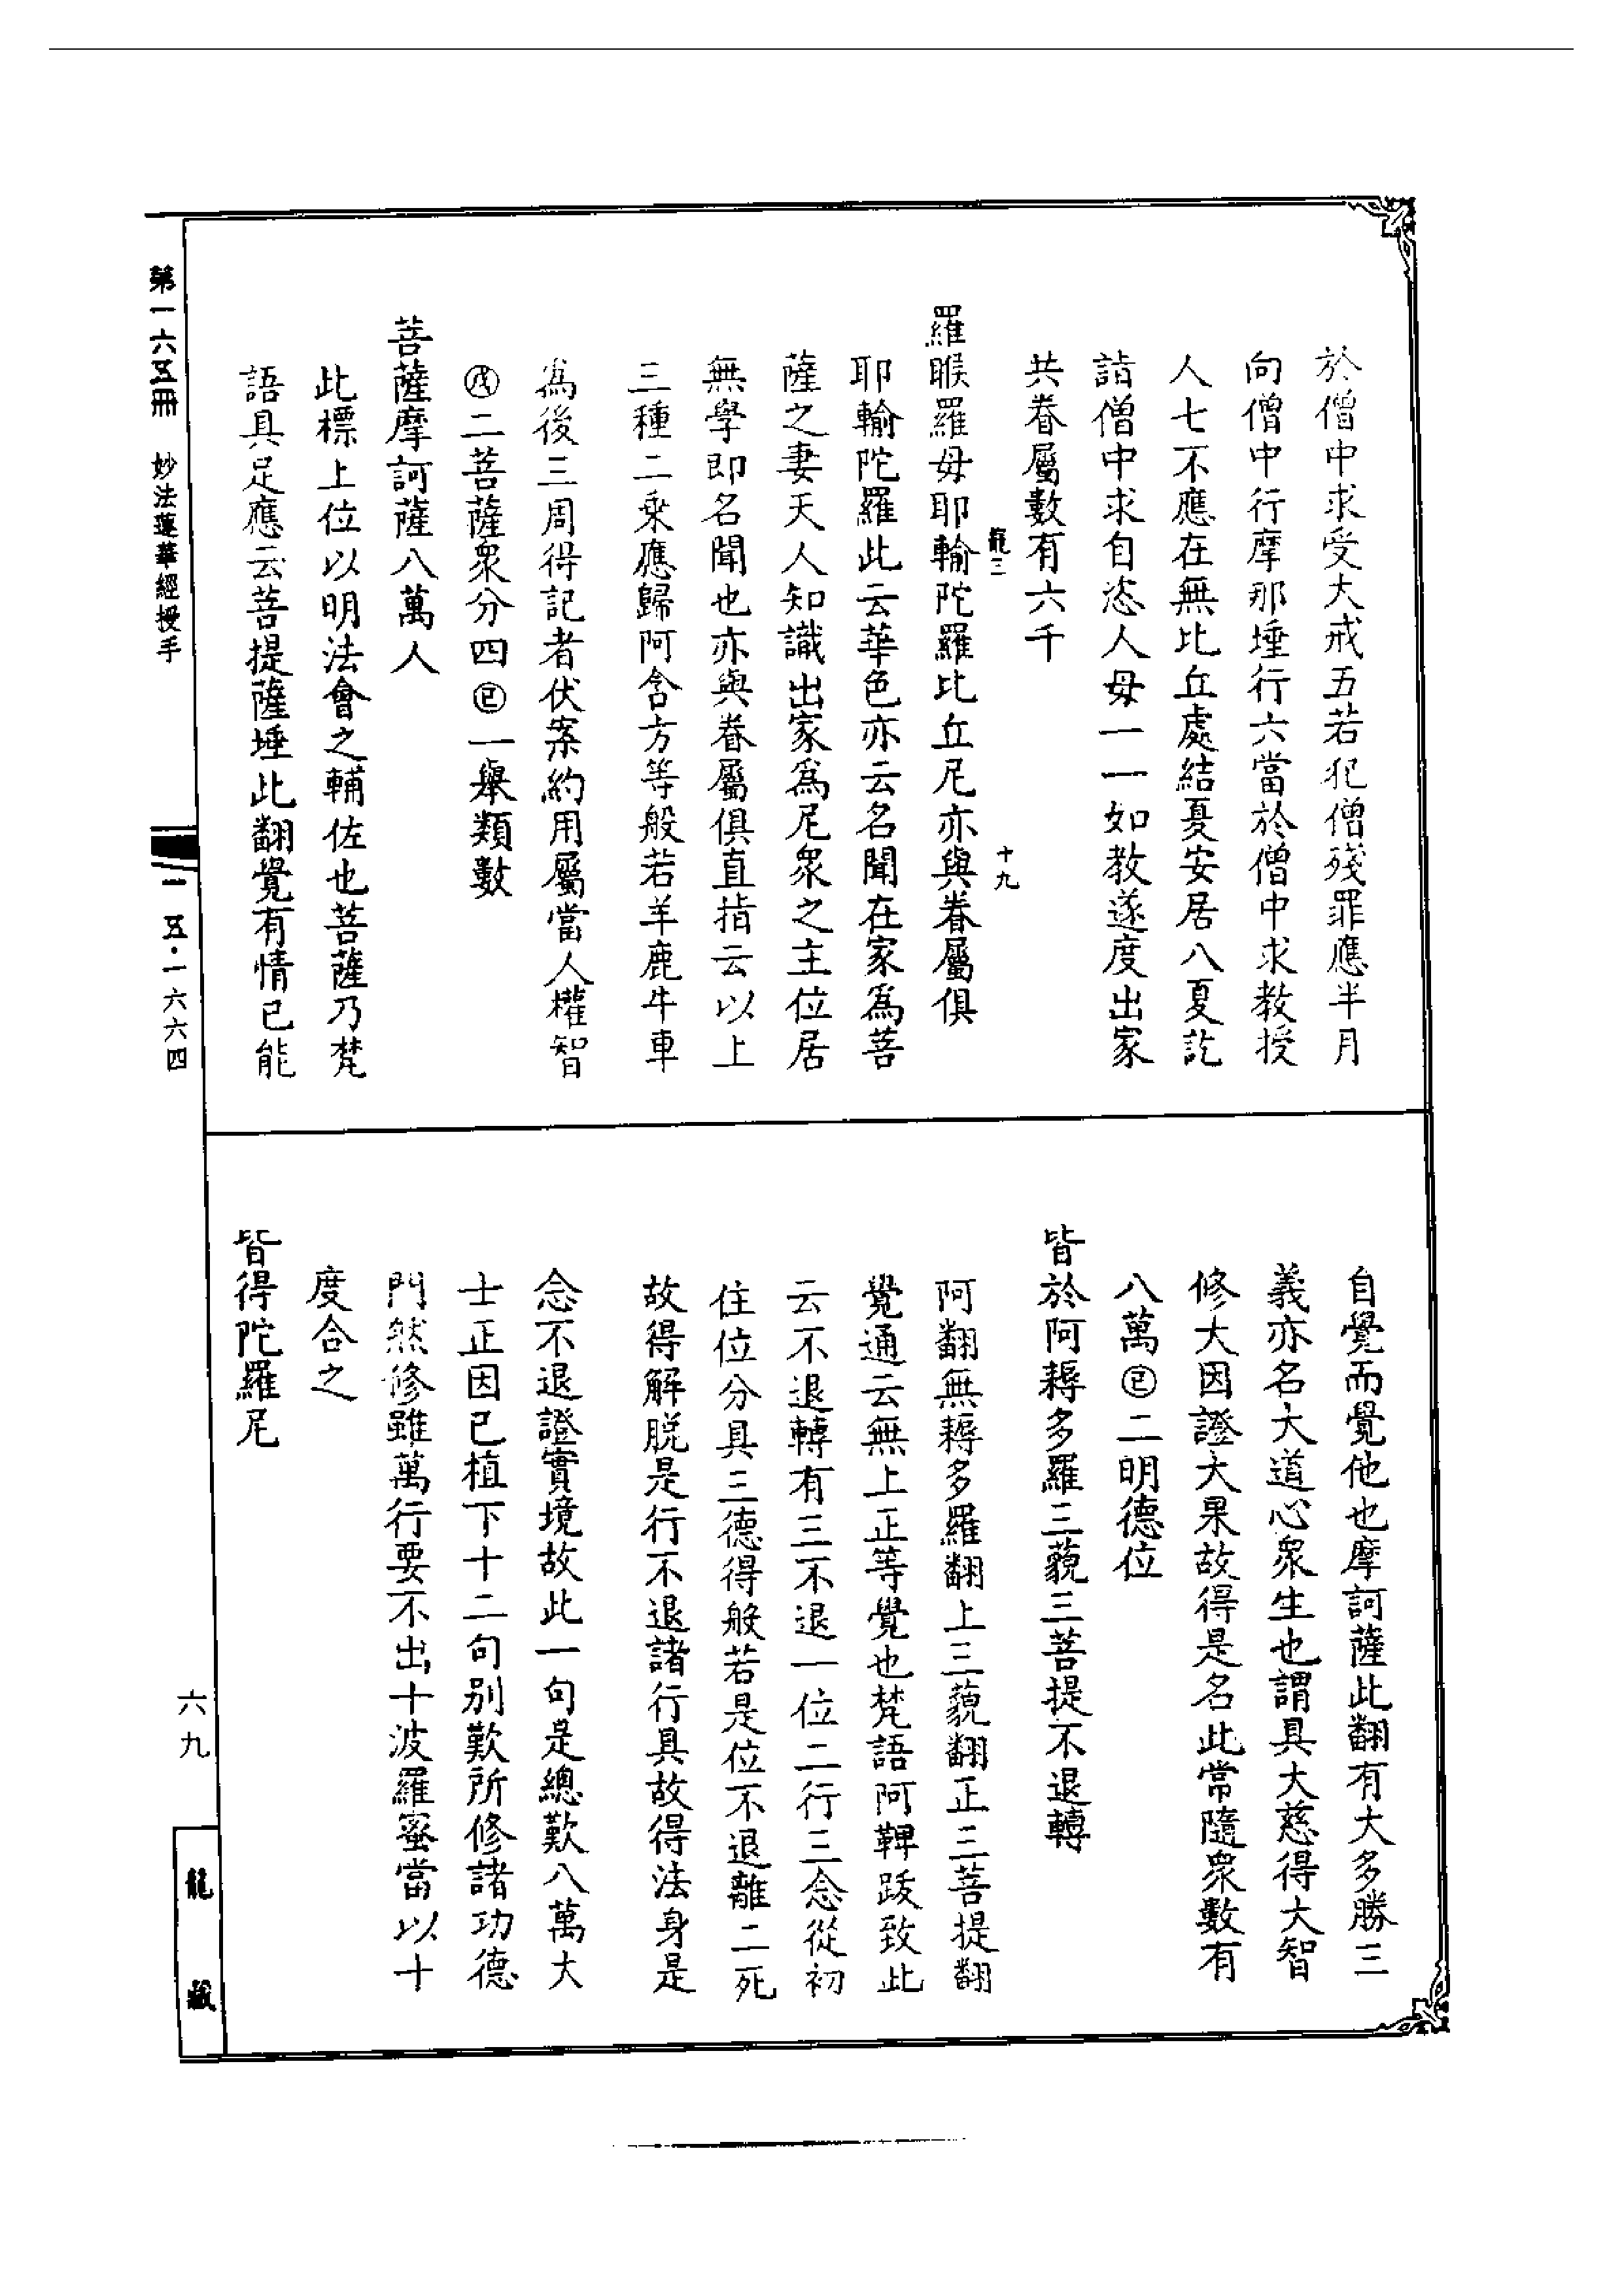 於僧中求受大戒五若犯僧殘罪應半月
向僧中行摩那埵行六當於僧中求教授
人七不應在無比丘處結夏安居八夏訖
詣僧中求自恣人毋一一如教遂度出家
共眷屬數有六千
龍三
十九
羅睺羅毋耶輸陀羅比丘尼亦與眷屬俱
耶輸陀羅此云華色亦云名聞在家為菩
薩之妻天人知識出家為尼眾之主位居
無學即名聞也亦與眷屬俱直指云以上
三種二乘應歸阿含方等般若羊鹿牛車
為後三周得記者伏案約用屬當人權智
㊅二菩薩眾分四㊁一舉類數
菩薩摩訶薩八萬人
此標上位以明法會之輔佐也菩薩乃梵
語具足應云菩提薩埵此翻覺有情已能
自覺而覺他也摩訶薩此翻有大多勝三
義亦名大道心眾生也謂具大慈得大智
修大因證大果故得是名此常隨眾數有
八萬㊁二明德位
皆於阿耨多羅三藐三菩提不退轉
阿翻無耨多羅翻上三藐翻正三菩提翻
覺通云無上正等覺也梵語阿鞞跋致此
云不退轉有三不退一位二行三念從初
住位分具三德得般若是位不退離二死
故得解脫是行不退諸行具故得法身是
念不退證實境故此一句是總歎八萬大
士正因已植下十二句別歎所修諸功德
門然修雖萬行要不出十波羅蜜當以十
度合之
皆得陀羅尼
第一六五冊 妙法蓮華經授手
一五·一六六四
六九
龍藏